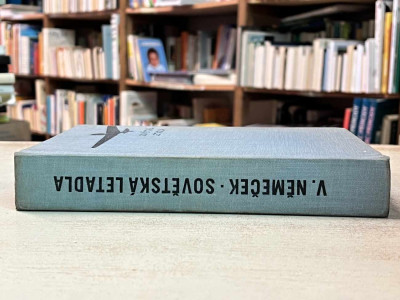 V. NĚMEČEK · SOVĚTSKÁ LETADLA